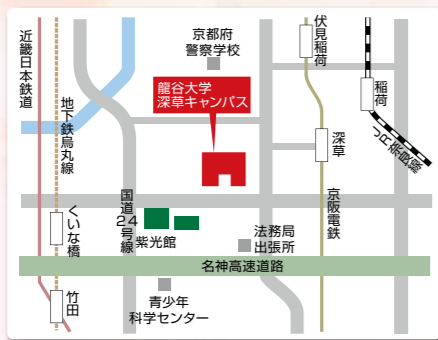 京都府
警察学校
伏見稲荷
近畿日本鉄道
龍谷大学
深草キャンパス
稲荷
地下鉄烏丸線
深草
JR奈良線
国道24号線
京阪電鉄
くいな橋
紫光館
法務局
出張所
名神高速道路
竹田
青少年
科学センター